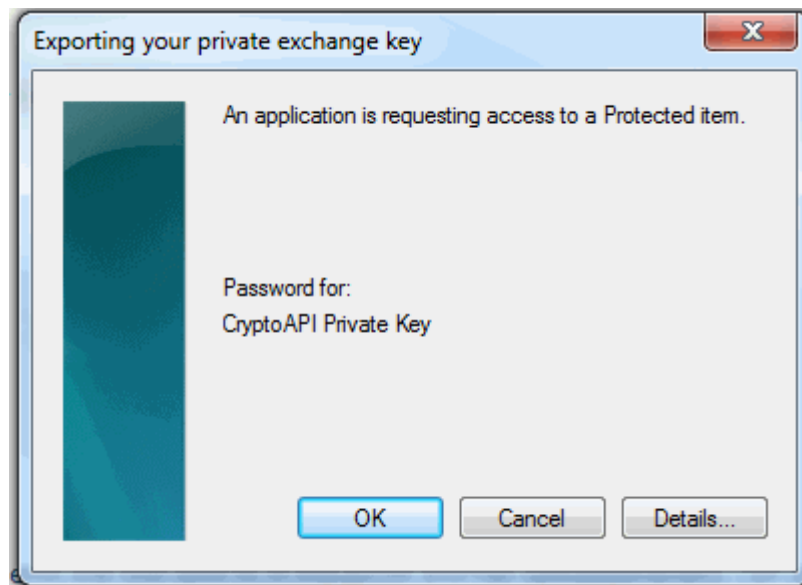 Exporting your private exchange key
An application is requesting access to a Protected item.
Password for:
CryptoAPI Private Key
OK
Cancel
Details...